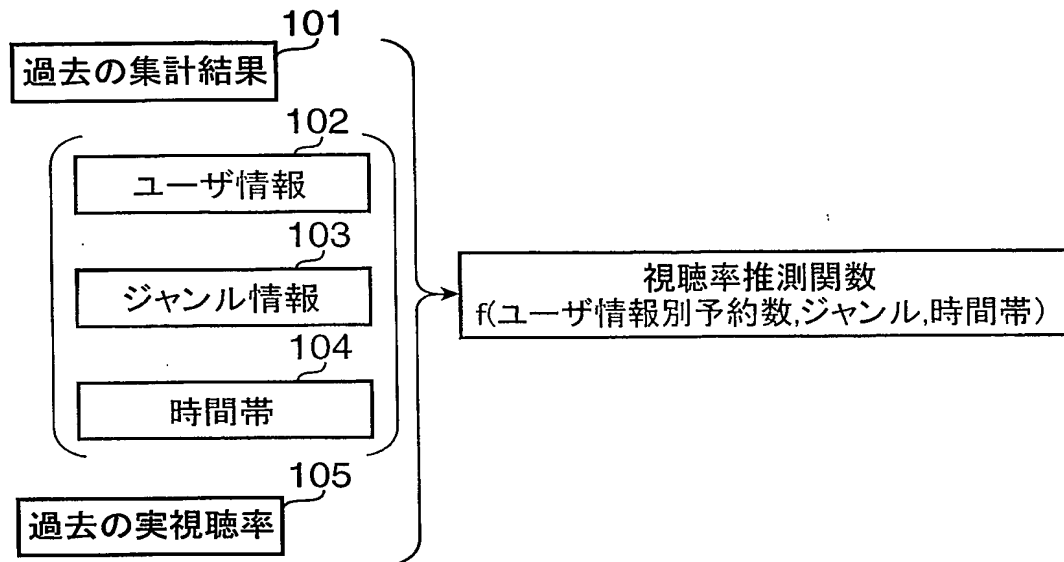 101
過去の集計結果
102
ユーザ情報
103
ジャンル情報
104
時間帯
105
過去の実視聴率
視聴率推測関数
f(ユーザ情報別予約数,ジャンル,時間帯)